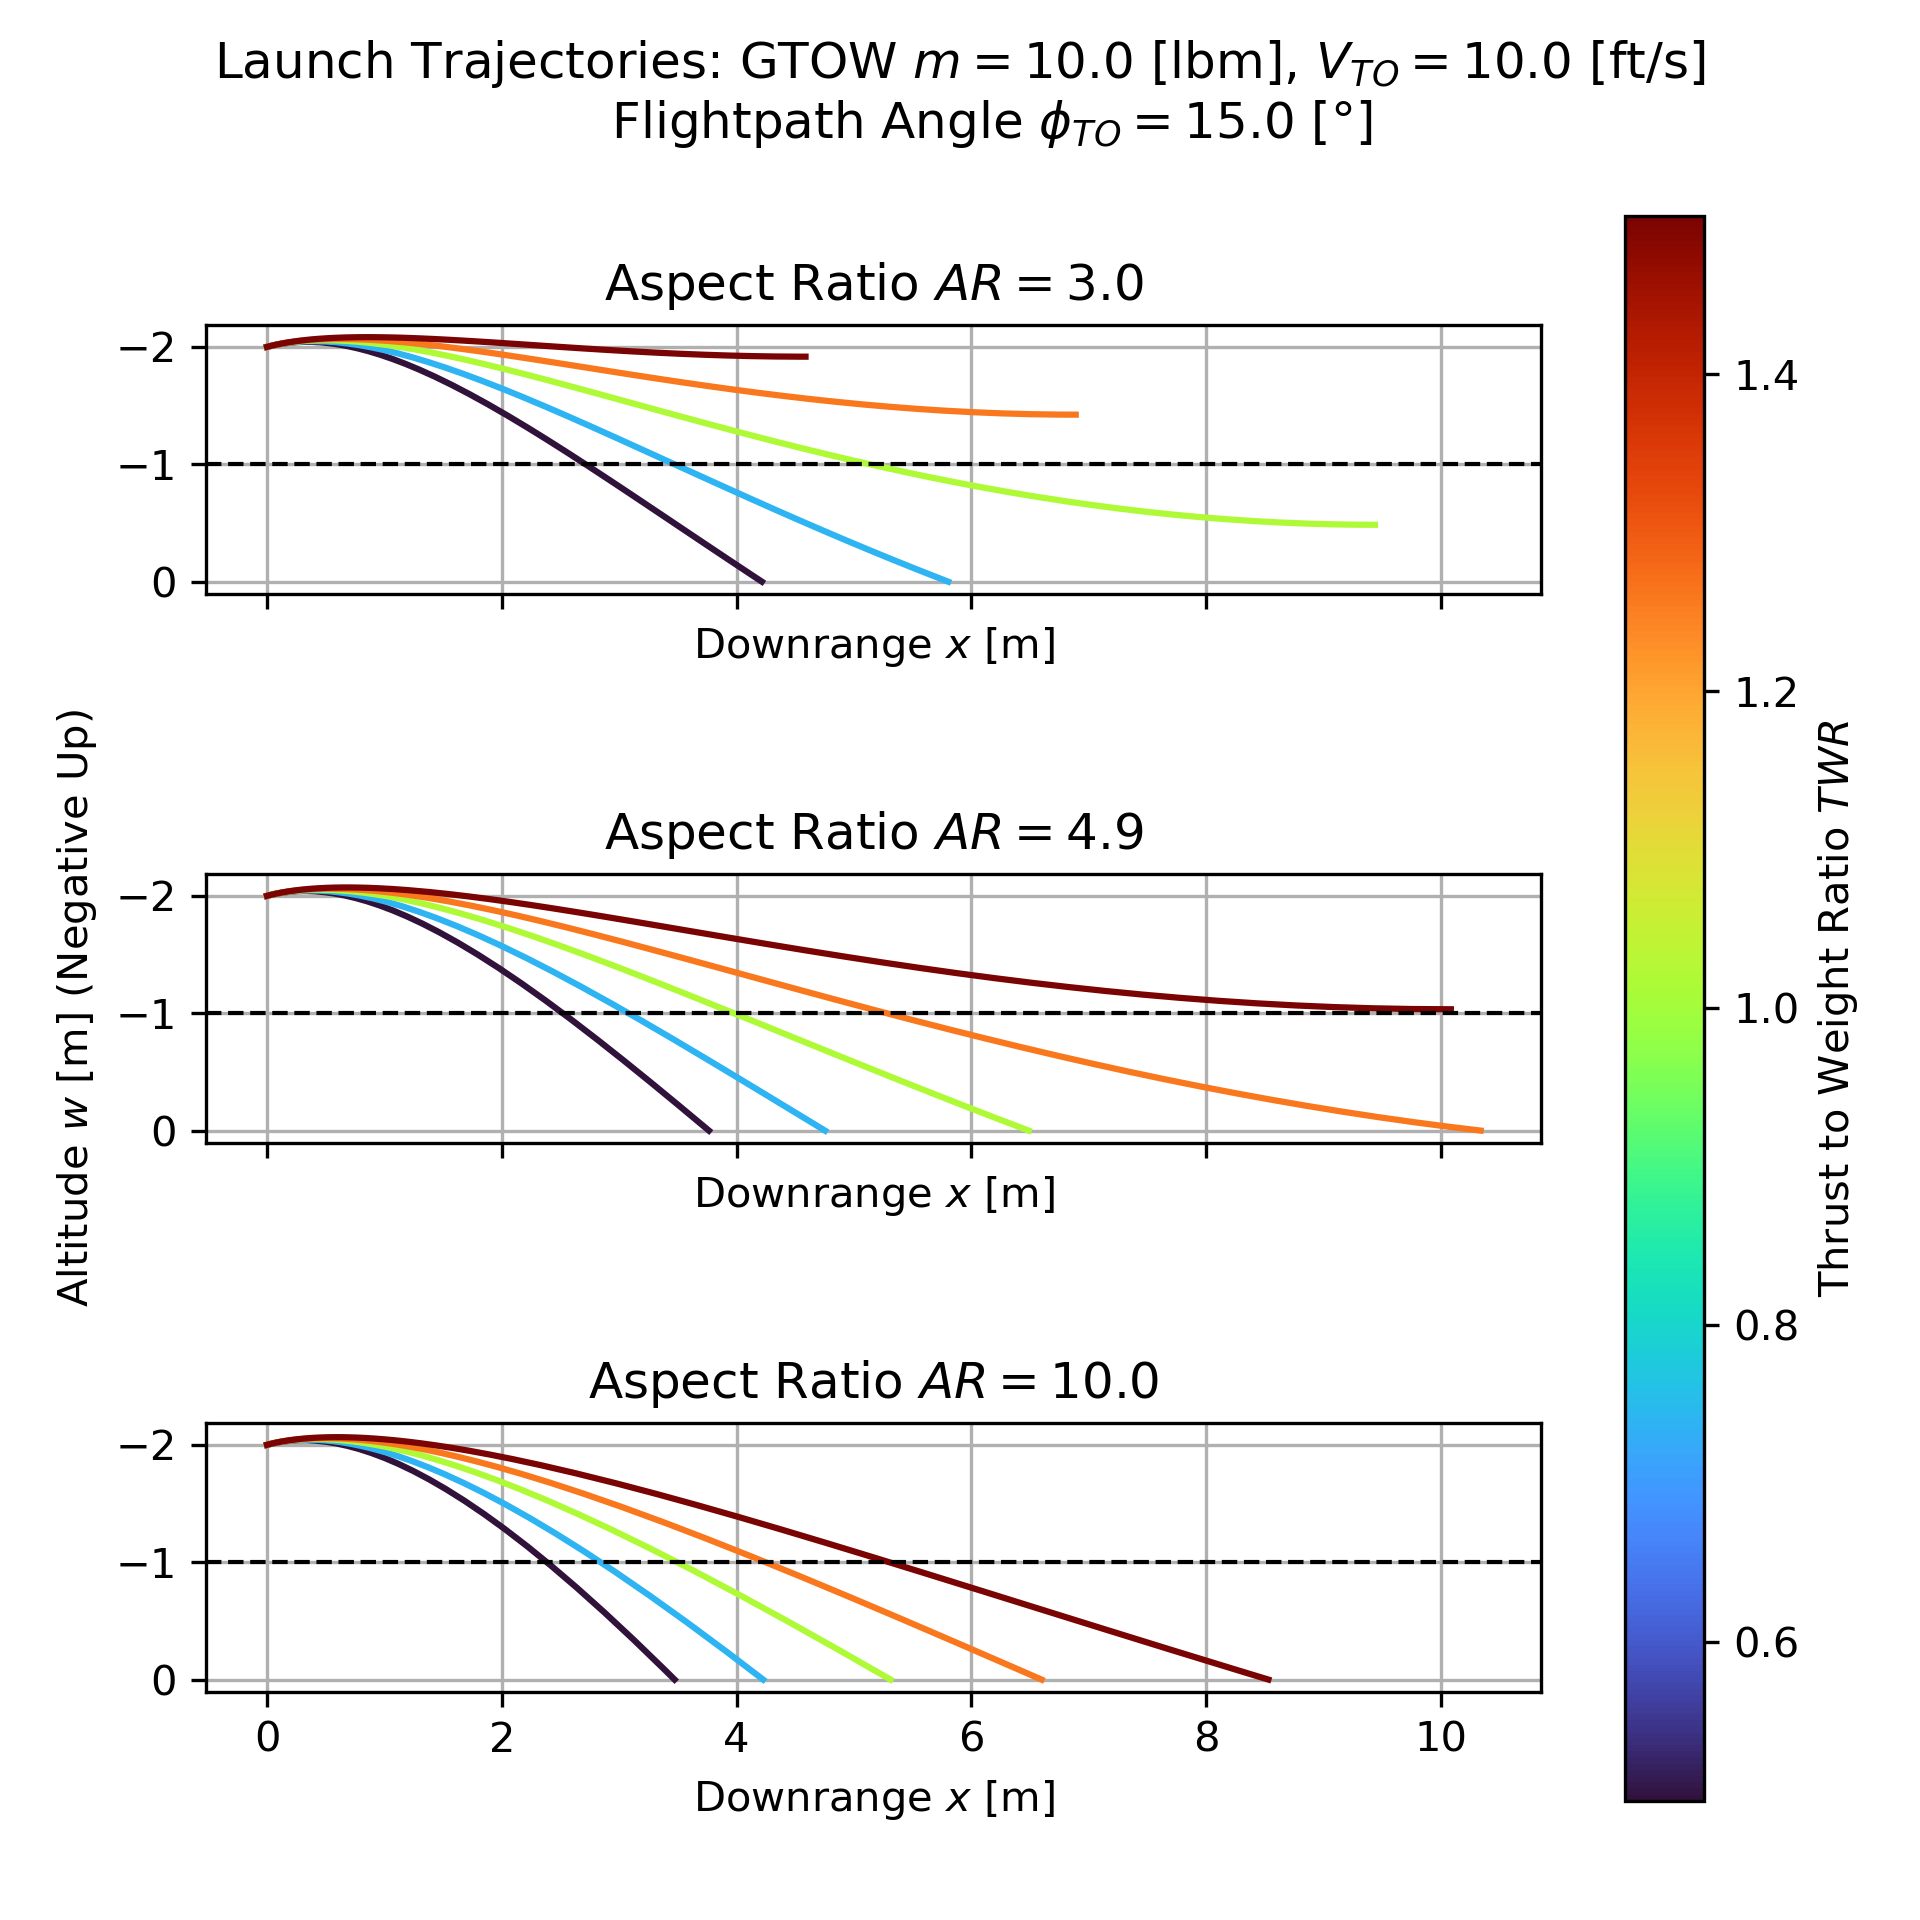 Launch Trajectories: GTOW m = 10.0 [lbm], V_TO = 10.0 [ft/s]
Flightpath Angle ϕ_TO = 15.0 [°]
Aspect Ratio AR = 3.0
−2
−1
0
Downrange x [m]
Aspect Ratio AR = 4.9
−2
−1
0
Downrange x [m]
Aspect Ratio AR = 10.0
−2
−1
0
0 2 4 6 8 10
Downrange x [m]
Altitude w [m] (Negative Up)
1.4
1.2
1.0
0.8
0.6
Thrust to Weight Ratio TWR